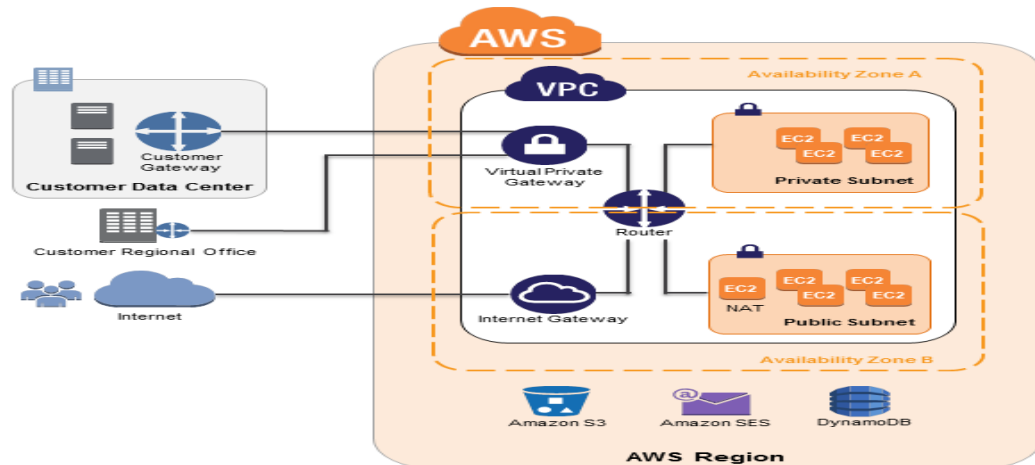 AWS
Availability Zone A
VPC
EC2
EC2
EC2
EC2
Private Subnet
Customer
Gateway
Customer Data Center
Virtual Private
Gateway
Router
Customer Regional Office
Internet
Internet Gateway
EC2
NAT
EC2
EC2
EC2
EC2
Public Subnet
Availability Zone B
@
Amazon S3
Amazon SES
DynamoDB
AWS Region